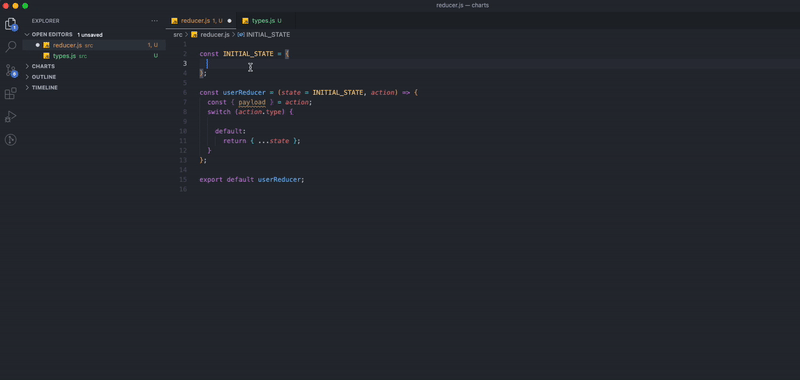 reducer.js — charts
EXPLORER
reducer.js 1, U
types.js U
OPEN EDITORS 1 unsaved
reducer.js src 1, U
types.js src U
CHARTS
OUTLINE
TIMELINE
src > reducer.js > INITIAL_STATE
1
2 const INITIAL_STATE = {
3
4 };
5
6 const userReducer = (state = INITIAL_STATE, action) => {
7 const { payload } = action;
8 switch (action.type) {
9
10 default:
11 return { ...state };
12 }
13 };
14
15 export default userReducer;
16